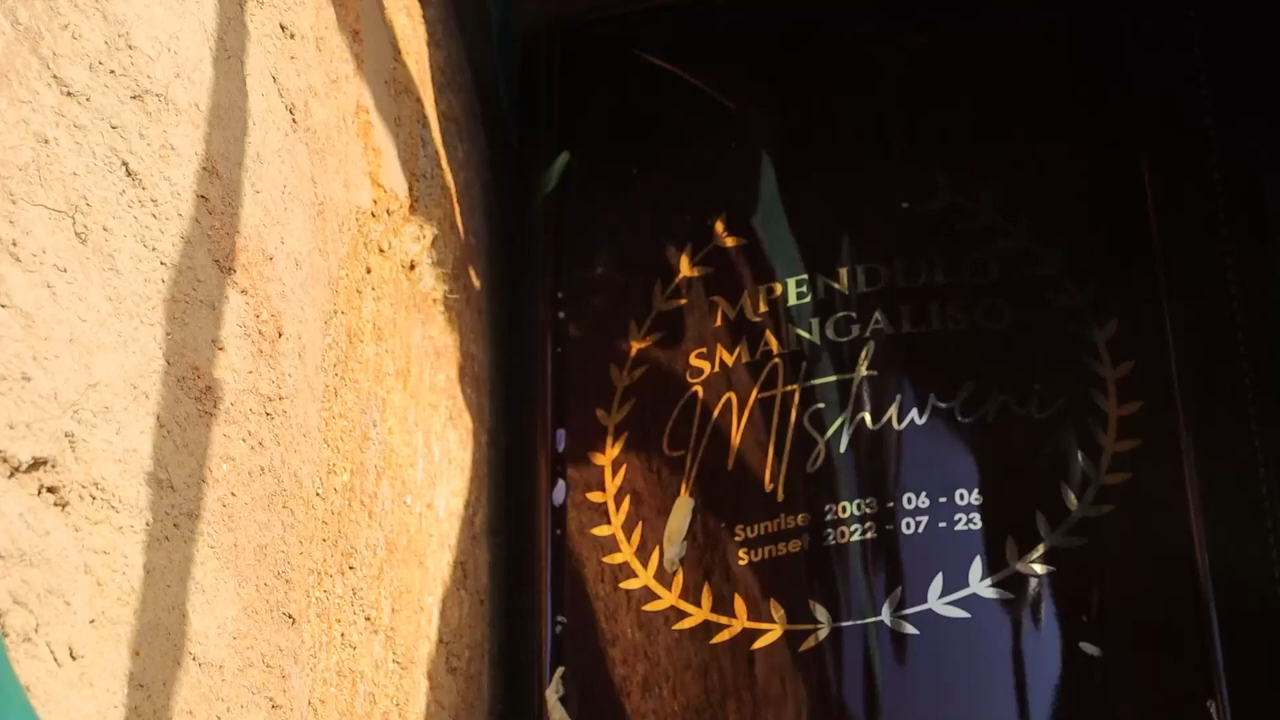 MPENDULO
SMANGALISO
Mtshweni
Sunrise 2003 - 06 - 06
Sunset 2022 - 07 - 23